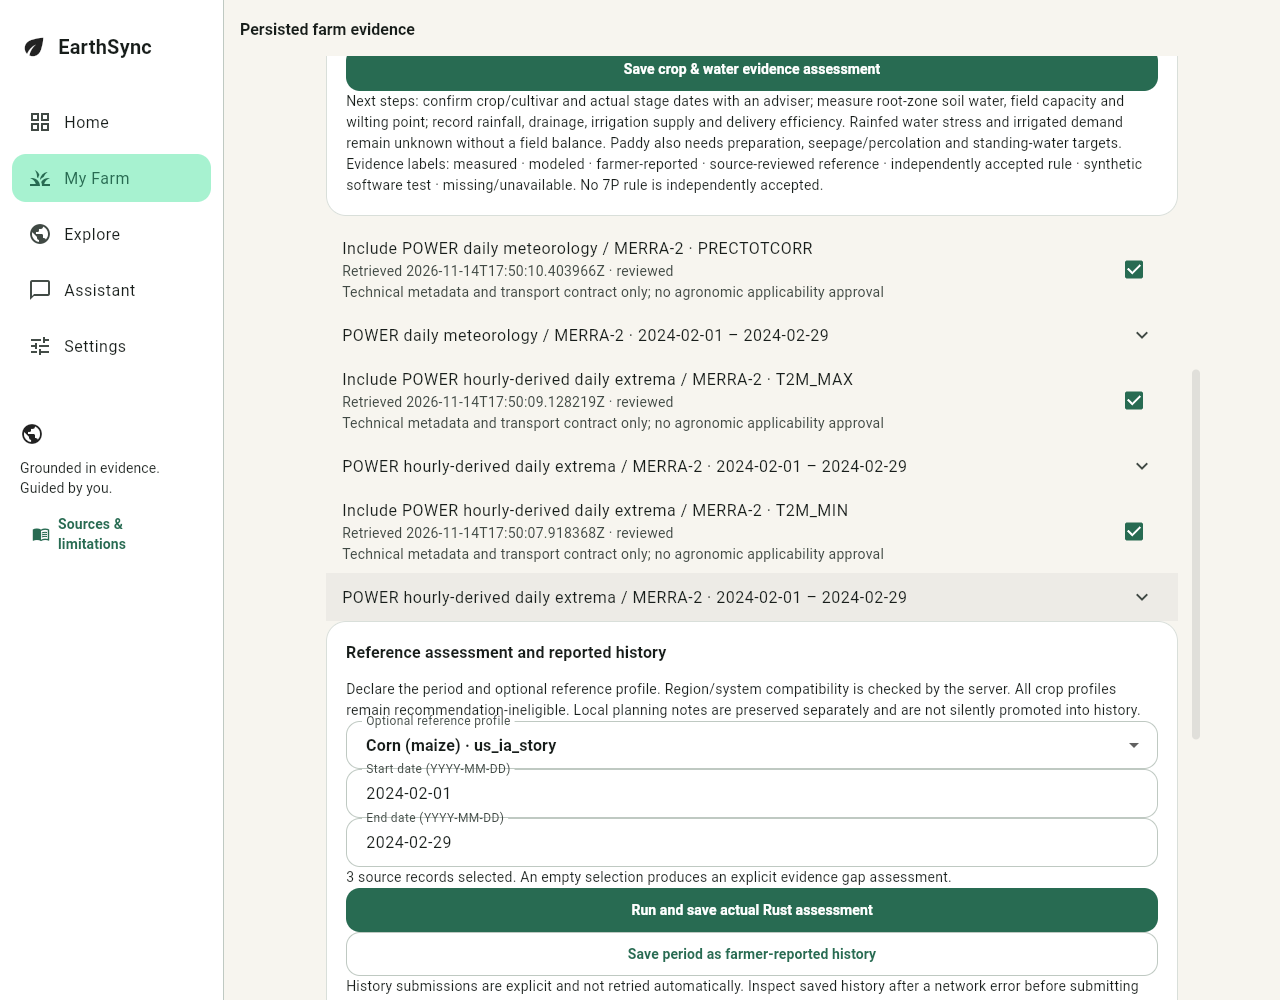 EarthSync
Home
My Farm
Explore
Assistant
Settings
Grounded in evidence.
Guided by you.
Sources &
limitations
Persisted farm evidence
Save crop & water evidence assessment
Next steps: confirm crop/cultivar and actual stage dates with an adviser; measure root-zone soil water, field capacity and
wilting point; record rainfall, drainage, irrigation supply and delivery efficiency. Rainfed water stress and irrigated demand
remain unknown without a field balance. Paddy also needs preparation, seepage/percolation and standing-water targets.
Evidence labels: measured · modeled · farmer-reported · source-reviewed reference · independently accepted rule · synthetic
software test · missing/unavailable. No 7P rule is independently accepted.
Include POWER daily meteorology / MERRA-2 · PRECTOTCORR
Retrieved 2026-11-14T17:50:10.403966Z · reviewed
Technical metadata and transport contract only; no agronomic applicability approval
POWER daily meteorology / MERRA-2 · 2024-02-01 – 2024-02-29
Include POWER hourly-derived daily extrema / MERRA-2 · T2M_MAX
Retrieved 2026-11-14T17:50:09.128219Z · reviewed
Technical metadata and transport contract only; no agronomic applicability approval
POWER hourly-derived daily extrema / MERRA-2 · 2024-02-01 – 2024-02-29
Include POWER hourly-derived daily extrema / MERRA-2 · T2M_MIN
Retrieved 2026-11-14T17:50:07.918368Z · reviewed
Technical metadata and transport contract only; no agronomic applicability approval
POWER hourly-derived daily extrema / MERRA-2 · 2024-02-01 – 2024-02-29
Reference assessment and reported history
Declare the period and optional reference profile. Region/system compatibility is checked by the server. All crop profiles
remain recommendation-ineligible. Local planning notes are preserved separately and are not silently promoted into history.
Optional reference profile
Corn (maize) · us_ia_story
Start date (YYYY-MM-DD)
2024-02-01
End date (YYYY-MM-DD)
2024-02-29
3 source records selected. An empty selection produces an explicit evidence gap assessment.
Run and save actual Rust assessment
Save period as farmer-reported history
History submissions are explicit and not retried automatically. Inspect saved history after a network error before submitting